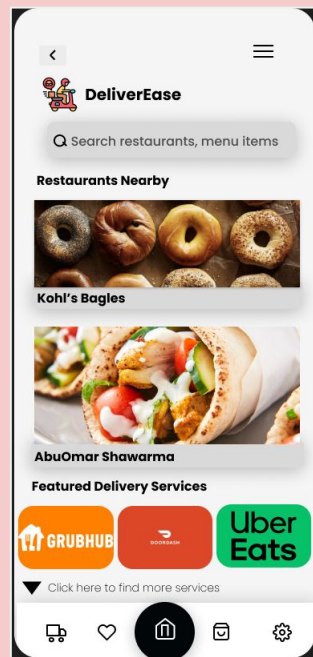 DeliverEase
Search restaurants, menu items
Restaurants Nearby
Kohl's Bagles
AbuOmar Shawarma
Featured Delivery Services
GRUBHUB
DOORDASH
Uber
Eats
Click here to find more services